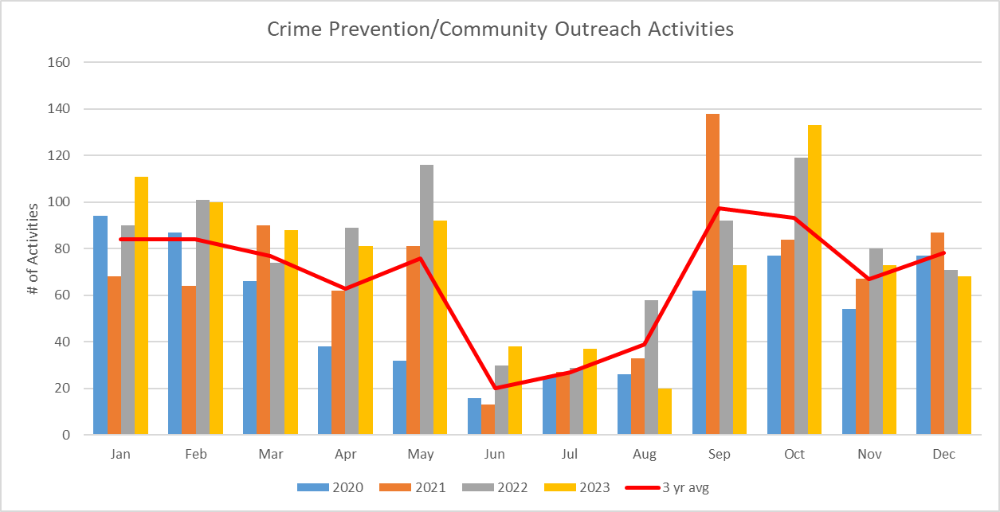 Crime Prevention/Community Outreach Activities
160
140
120
100
80
60
40
20
0
# of Activities
Jan Feb Mar Apr May Jun Jul Aug Sep Oct Nov Dec
2020 2021 2022 2023 3 yr avg